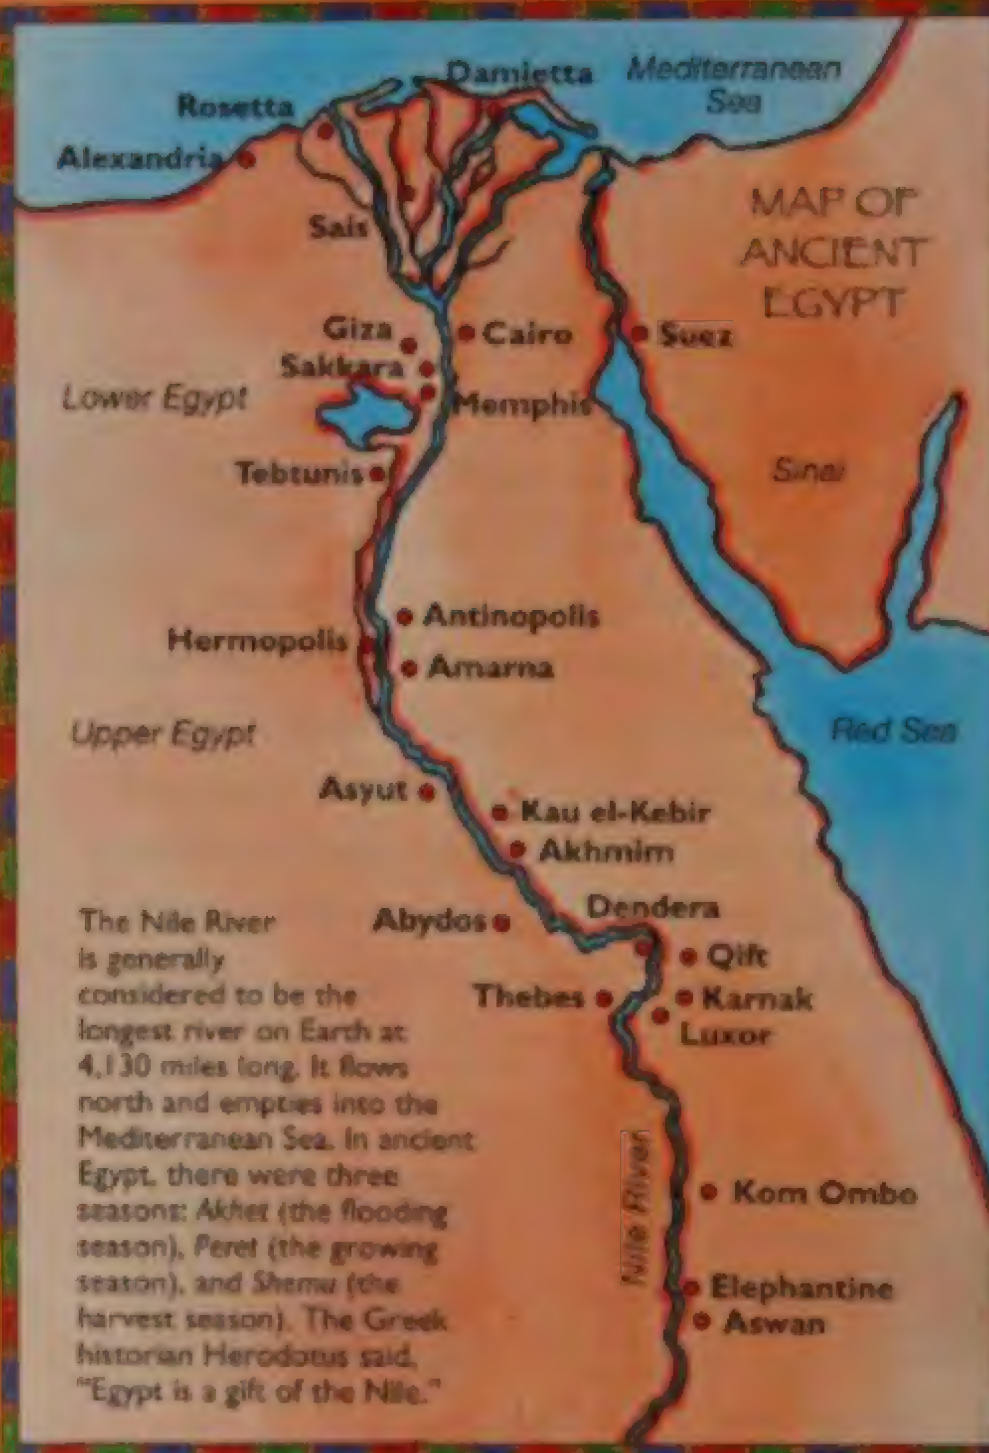 Damietta
Mediterranean
Sea
Rosetta
Alexandria
MAP OF
ANCIENT
EGYPT
Sais
Giza
Cairo
Suez
Sakkara
Lower Egypt
Memphis
Tebtunis
Sinai
Antinopolis
Hermopolis
Amarna
Upper Egypt
Red Sea
Asyut
Kau el-Kebir
Akhmim
Dendera
Abydos
Qift
Thebes
Karnak
Luxor
The Nile River
is generally
considered to be the
longest river on Earth at
4,130 miles long. It flows
north and empties into the
Mediterranean Sea. In ancient
Egypt, there were three
seasons: Akhet (the flooding
season), Peret (the growing
season), and Shemu (the
harvest season). The Greek
historian Herodotus said,
"Egypt is a gift of the Nile."
Nile River
Kom Ombo
Elephantine
Aswan